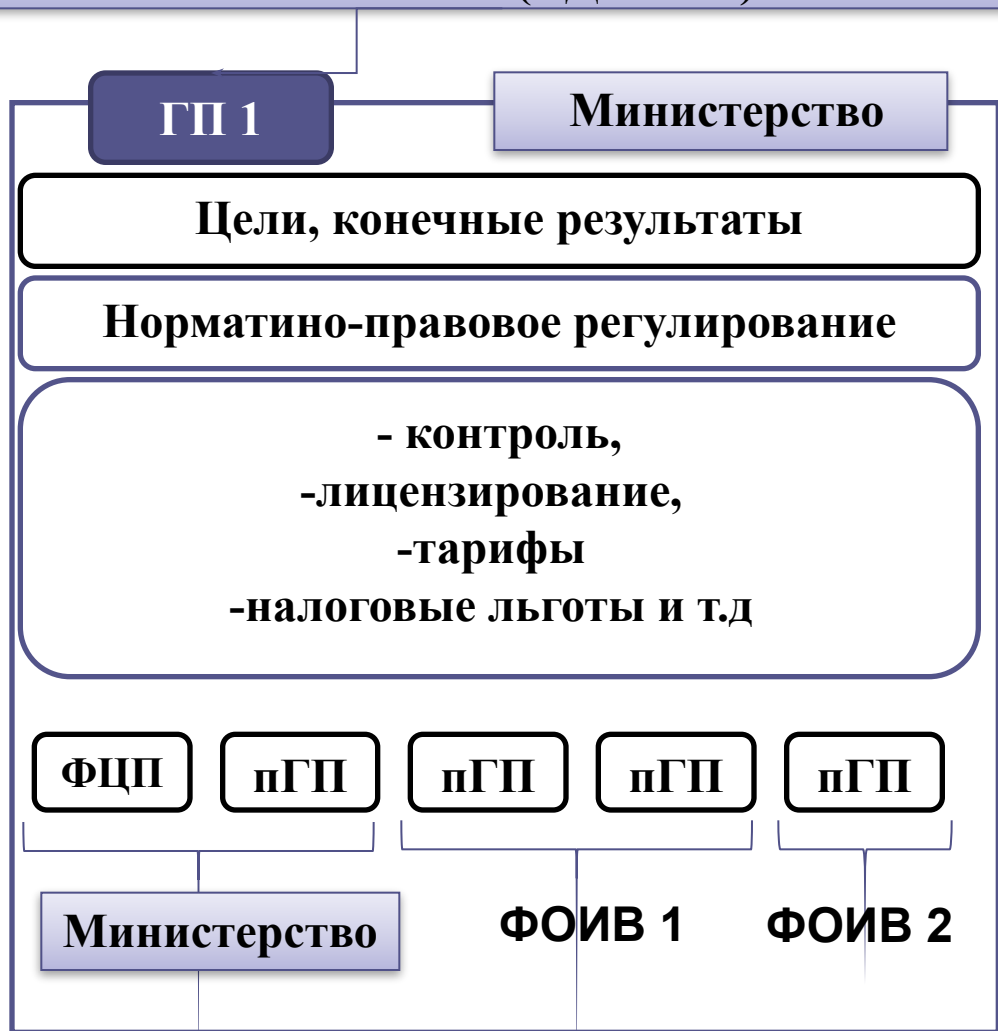 ГП 1
Министерство
Цели, конечные результаты
Норматино-правовое регулирование
- контроль,
-лицензирование,
-тарифы
-налоговые льготы и т.д
ФЦП
пГП
пГП
пГП
пГП
Министерство
ФОИВ 1
ФОИВ 2